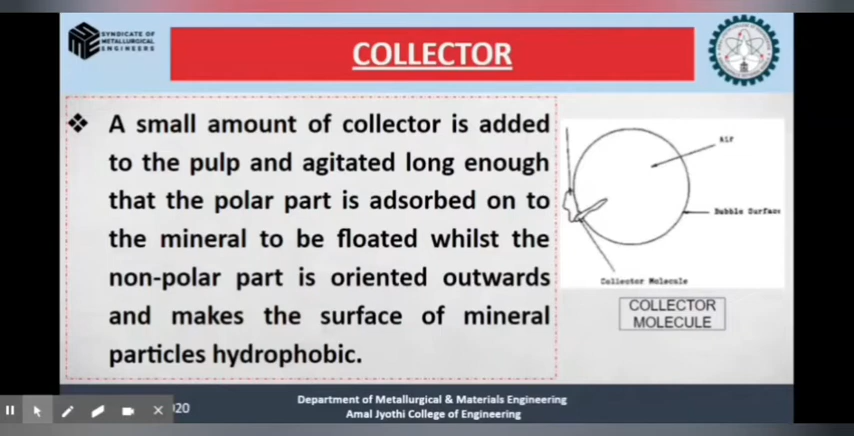 SYNDICATE OF
METALLURGICAL
ENGINEERS
COLLECTOR
❖ A small amount of collector is added
to the pulp and agitated long enough
that the polar part is adsorbed on to
the mineral to be floated whilst the
non-polar part is oriented outwards
and makes the surface of mineral
particles hydrophobic.
Air
Bubble Surface
Collector Molecule
COLLECTOR
MOLECULE
020
Department of Metallurgical & Materials Engineering
Amal Jyothi College of Engineering